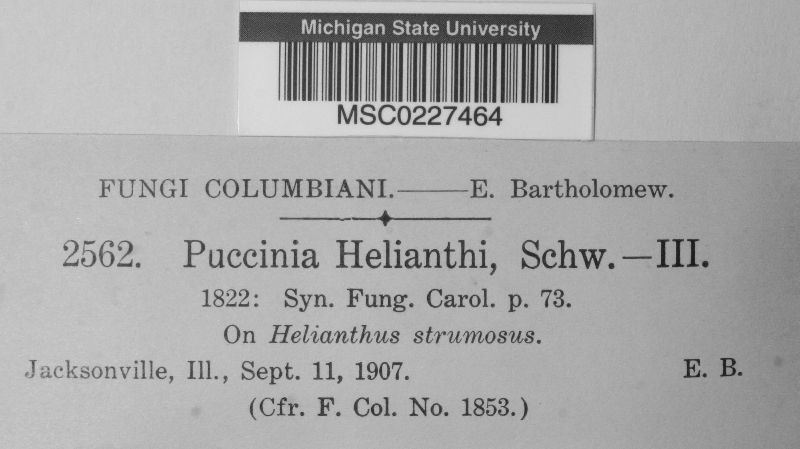 Michigan State University
MSC0227464
FUNGI COLUMBIANI.——E. Bartholomew.
2562. Puccinia Helianthi, Schw.—III.
1822: Syn. Fung. Carol. p. 73.
On Helianthus strumosus.
Jacksonville, Ill., Sept. 11, 1907. E. B.
(Cfr. F. Col. No. 1853.)